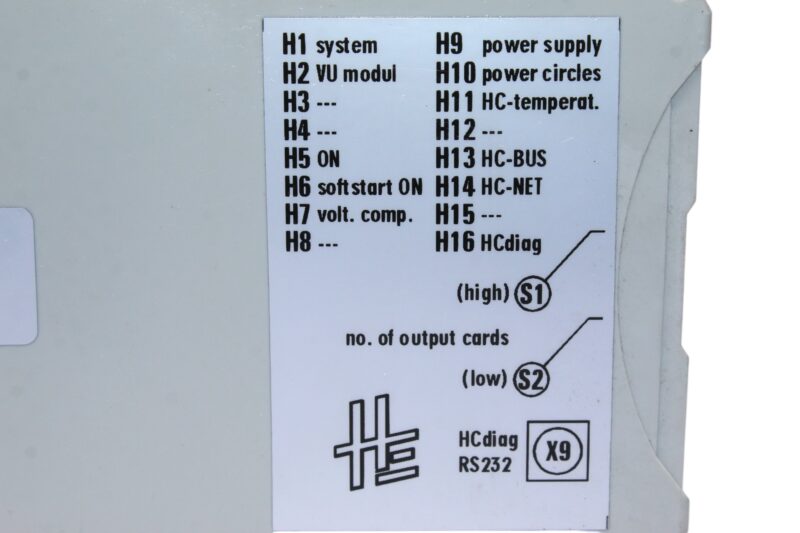 H1 system H9 power supply
H2 VU modul H10 power circles
H3 --- H11 HC-temperat.
H4 --- H12 ---
H5 ON H13 HC-BUS
H6 softstart ON H14 HC-NET
H7 volt. comp. H15 ---
H8 --- H16 HCdiag
(high) S1
no. of output cards
(low) S2
HE
HCdiag X9
RS232